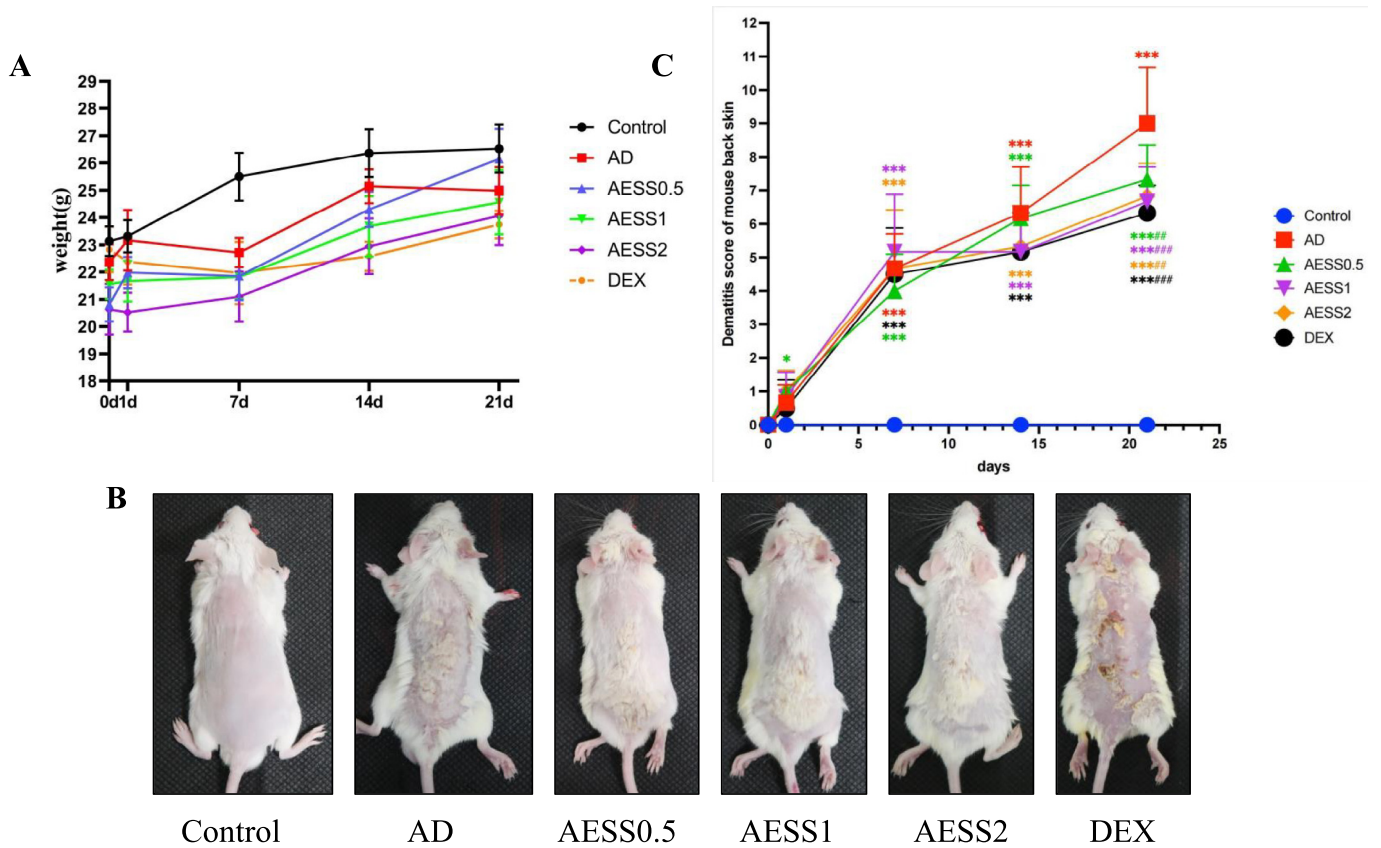 A
weight(g)
29
28
27
26
25
24
23
22
21
20
19
18
0d1d
7d
14d
21d
Control
AD
AESS0.5
AESS1
AESS2
DEX
C
Dematitis score of mouse back skin
12
11
10
9
8
7
6
5
4
3
2
1
0
*
***
***
***
***
***
***
***
***
***
***
***
***
***##
***###
***##
***###
0
5
10
15
20
25
days
Control
AD
AESS0.5
AESS1
AESS2
DEX
B
Control
AD
AESS0.5
AESS1
AESS2
DEX